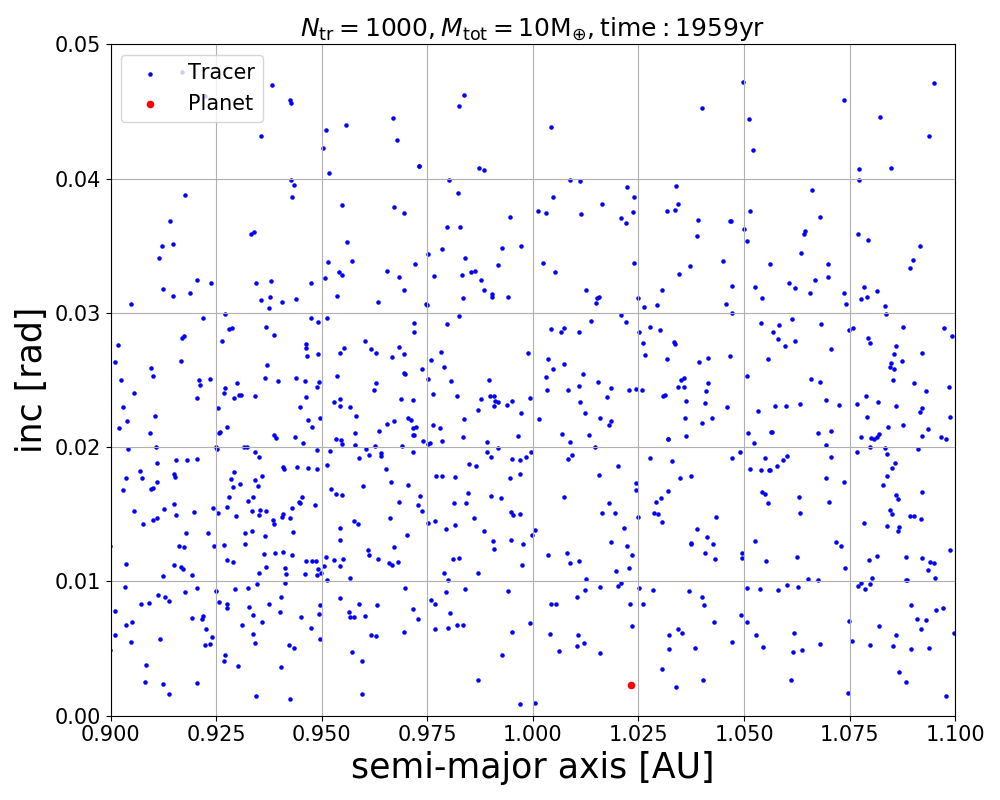 N_tr = 1000, M_tot = 10M_⊕, time : 1959yr
Tracer
Planet
inc [rad]
0.05
0.04
0.03
0.02
0.01
0.00
0.900 0.925 0.950 0.975 1.000 1.025 1.050 1.075 1.100
semi-major axis [AU]